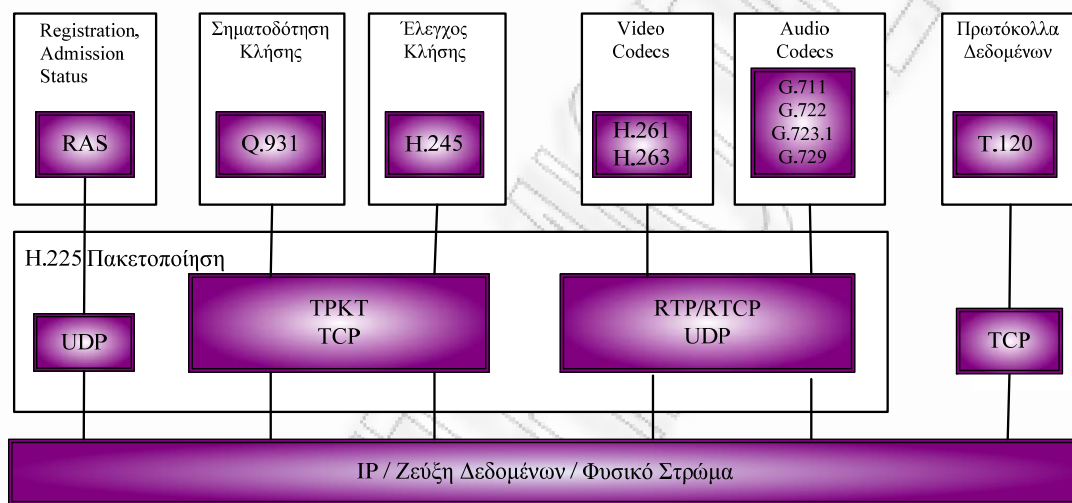 Registration,
Admission
Status
RAS
Σηματοδότηση
Κλήσης
Q.931
Έλεγχος
Κλήσης
H.245
Video
Codecs
H.261
H.263
Audio
Codecs
G.711
G.722
G.723.1
G.729
Πρωτόκολλα
Δεδομένων
T.120
H.225 Πακετοποίηση
UDP
TPKT
TCP
RTP/RTCP
UDP
TCP
IP / Ζεύξη Δεδομένων / Φυσικό Στρώμα